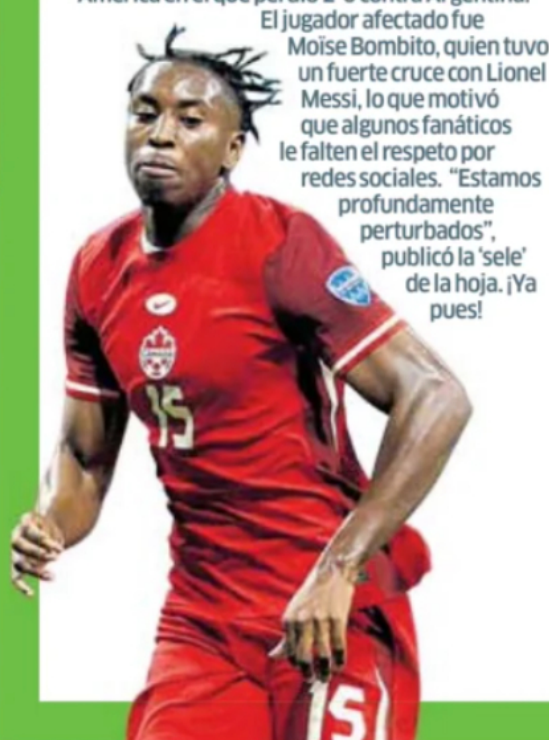 El jugador afectado fue
Moïse Bombito, quien tuvo
un fuerte cruce con Lionel
Messi, lo que motivó
que algunos fanáticos
le falten el respeto por
redes sociales. “Estamos
profundamente
perturbados”,
publicó la ‘sele’
de la hoja. ¡Ya
pues!
CANADA
15
15